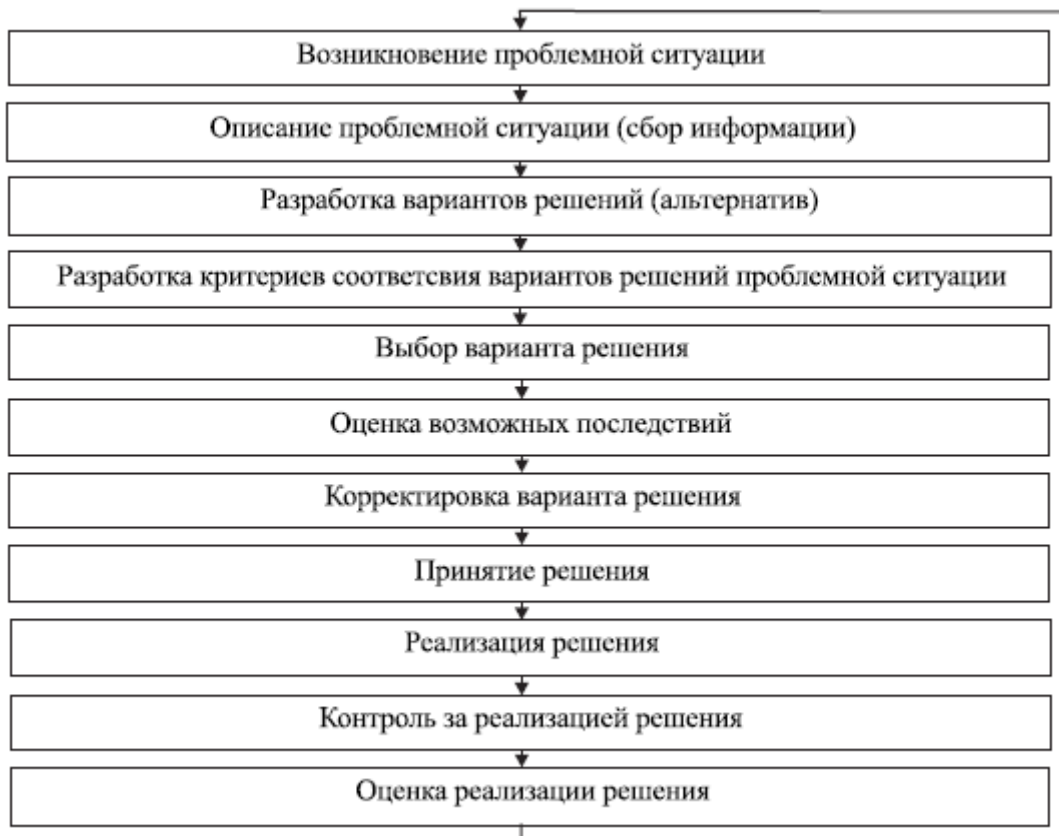 Возникновение проблемной ситуации
Описание проблемной ситуации (сбор информации)
Разработка вариантов решений (альтернатив)
Разработка критериев соответсвия вариантов решений проблемной ситуации
Выбор варианта решения
Оценка возможных последствий
Корректировка варианта решения
Принятие решения
Реализация решения
Контроль за реализацией решения
Оценка реализации решения